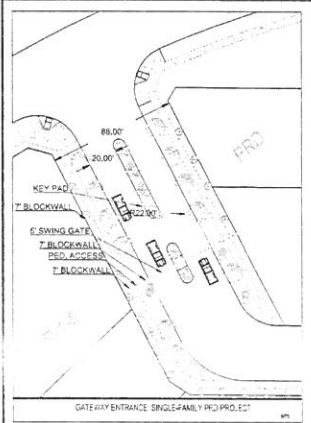 88.00'
20.00'
KEY PAD
R22.00'
7' BLOCKWALL
5' SWING GATE
7' BLOCKWALL
PED. ACCESS
7' BLOCKWALL
PRD
GATEWAY ENTRANCE SINGLE-FAMILY PRD PROJECT